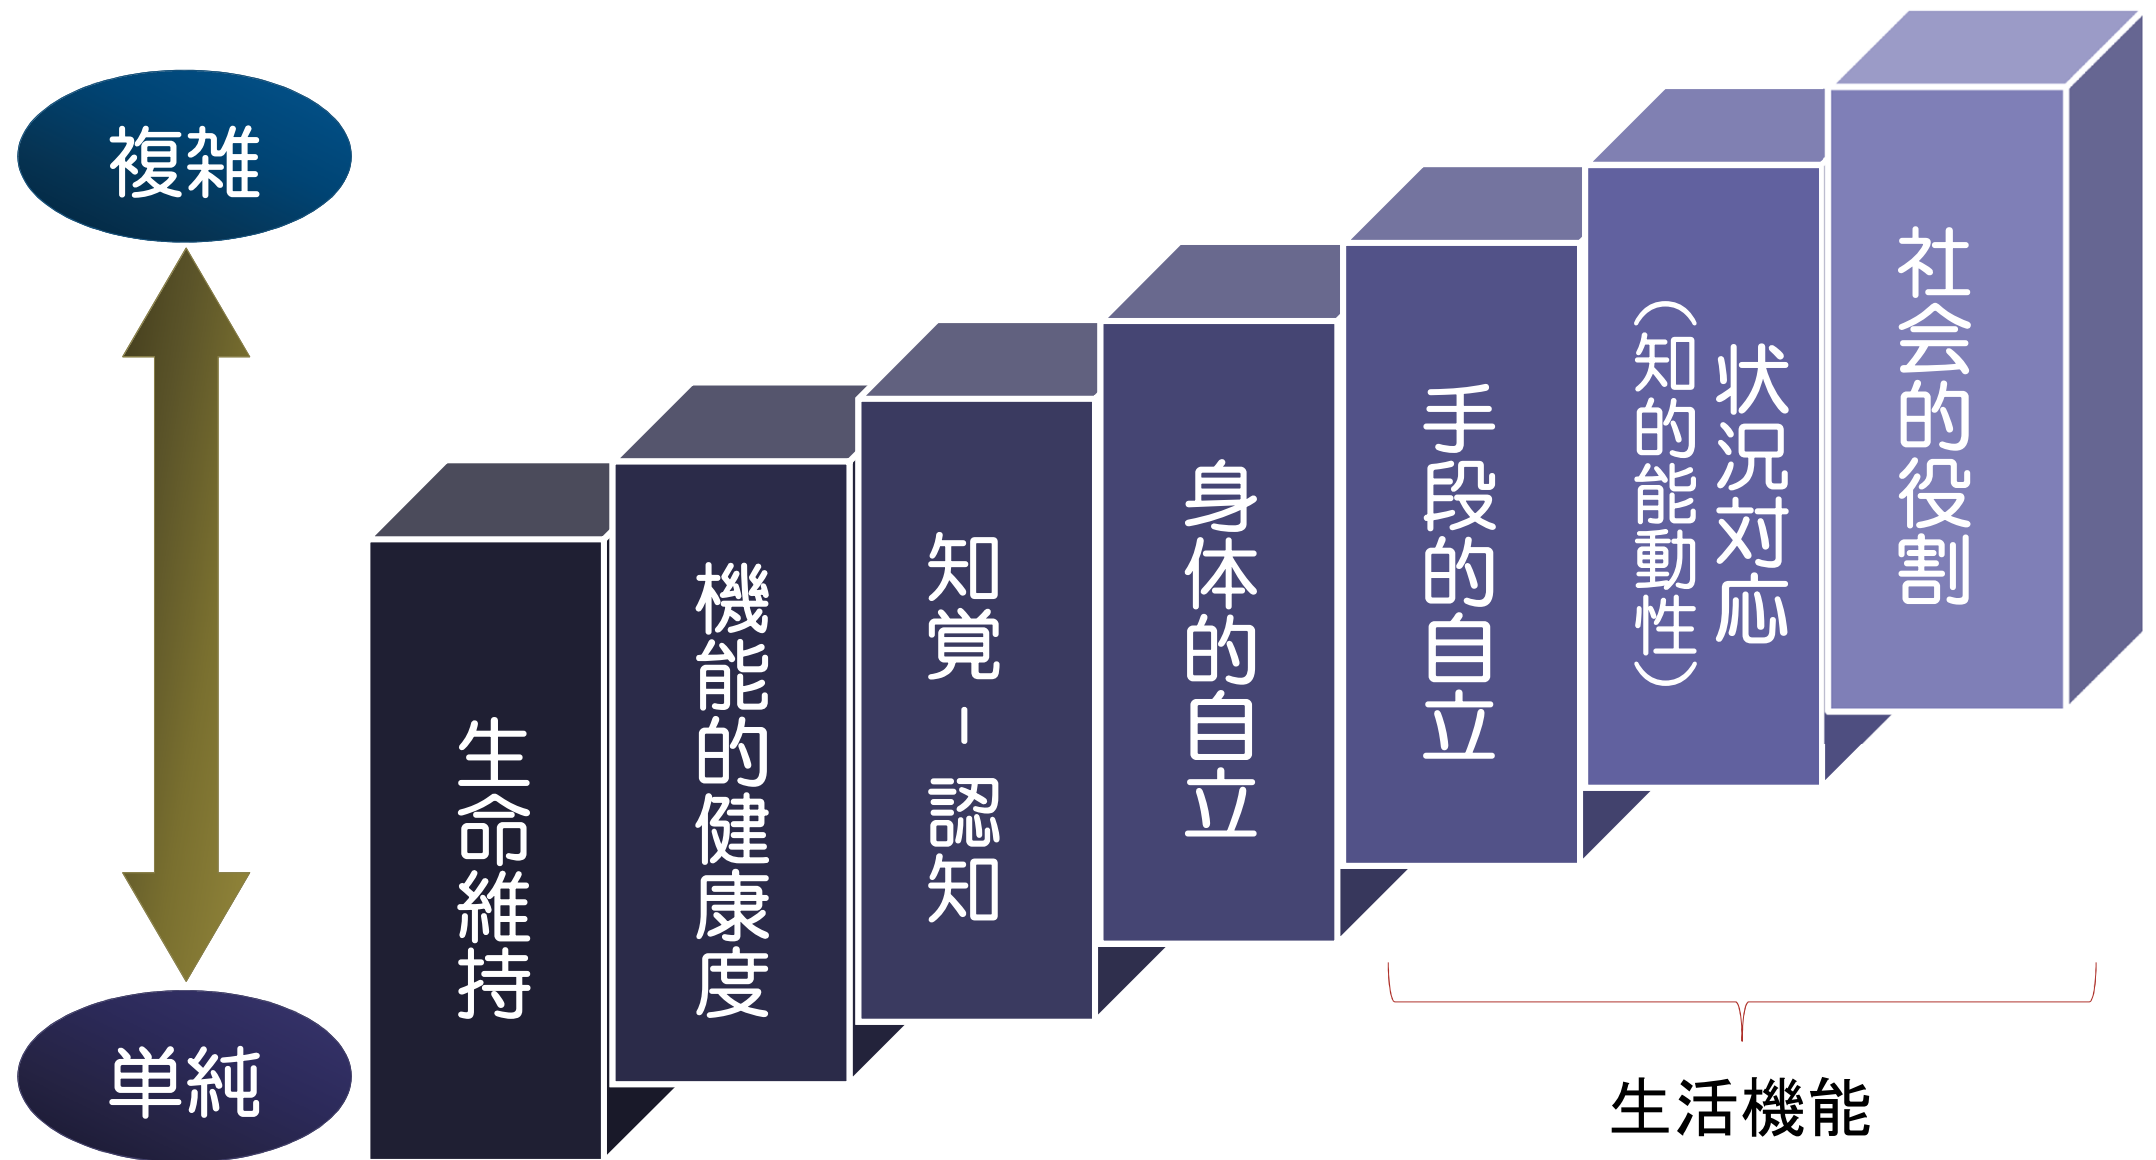 複雑
単純
生命維持
機能的健康度
知覚－認知
身体的自立
手段的自立
状況対応
（知的能動性）
社会的役割
生活機能